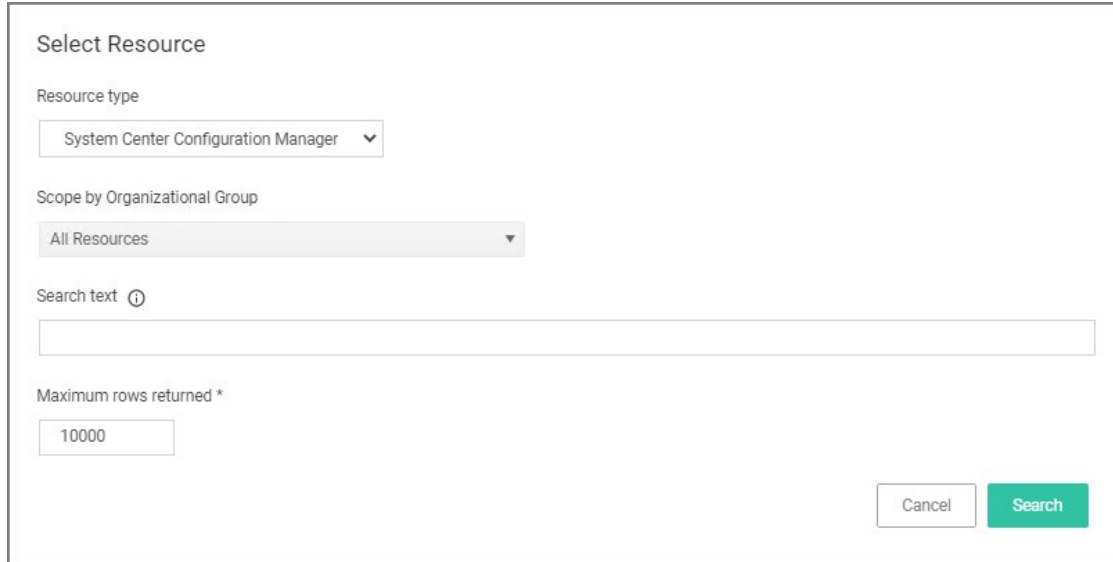 Select Resource
Resource type
System Center Configuration Manager
Scope by Organizational Group
All Resources
Search text
Maximum rows returned *
10000
Cancel
Search